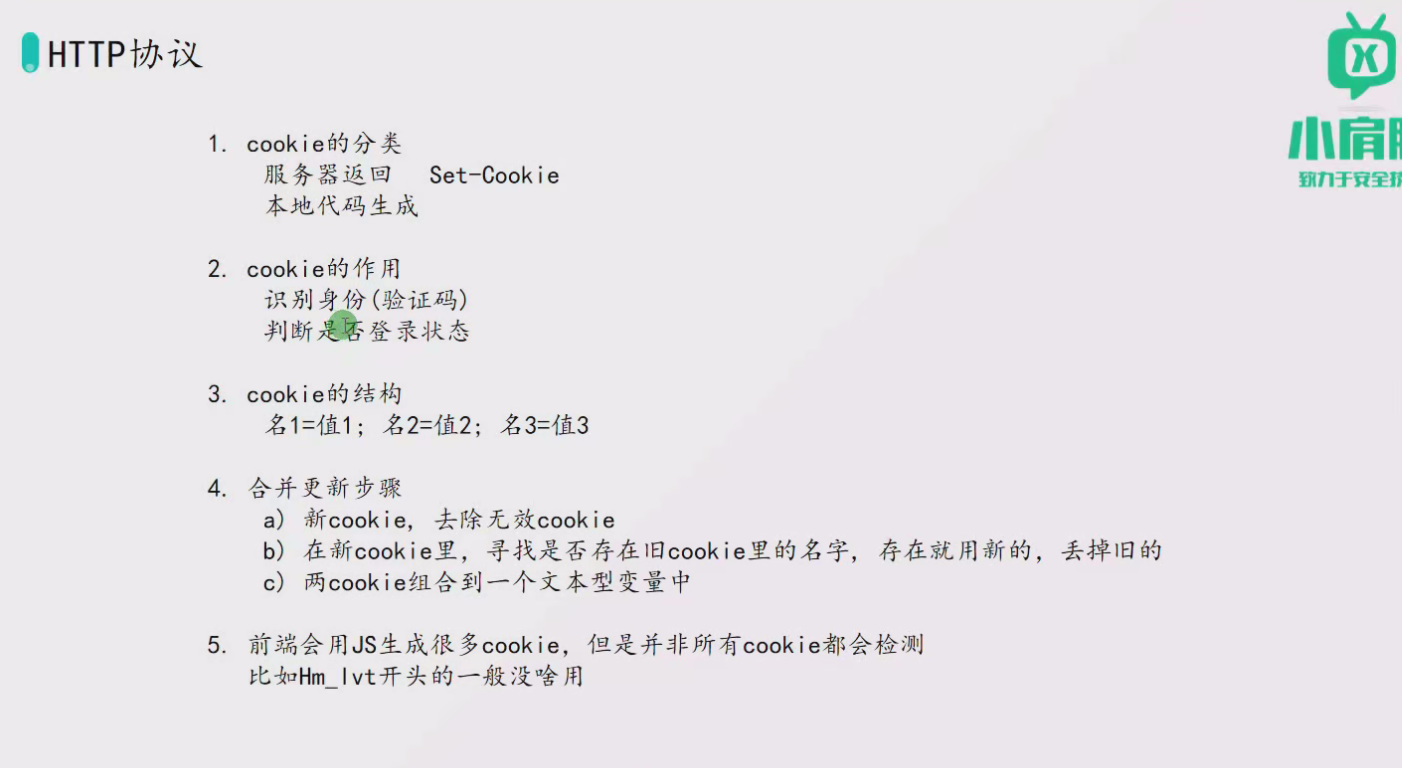 HTTP协议
1. cookie的分类
服务器返回 Set-Cookie
本地代码生成
2. cookie的作用
识别身份(验证码)
判断是否登录状态
3. cookie的结构
名1=值1; 名2=值2; 名3=值3
4. 合并更新步骤
a) 新cookie, 去除无效cookie
b) 在新cookie里, 寻找是否存在旧cookie里的名字, 存在就用新的, 丢掉旧的
c) 两cookie组合到一个文本型变量中
5. 前端会用JS生成很多cookie, 但是并非所有cookie都会检测
比如Hm_lvt开头的一般没啥用
X
小肩
致力于安全